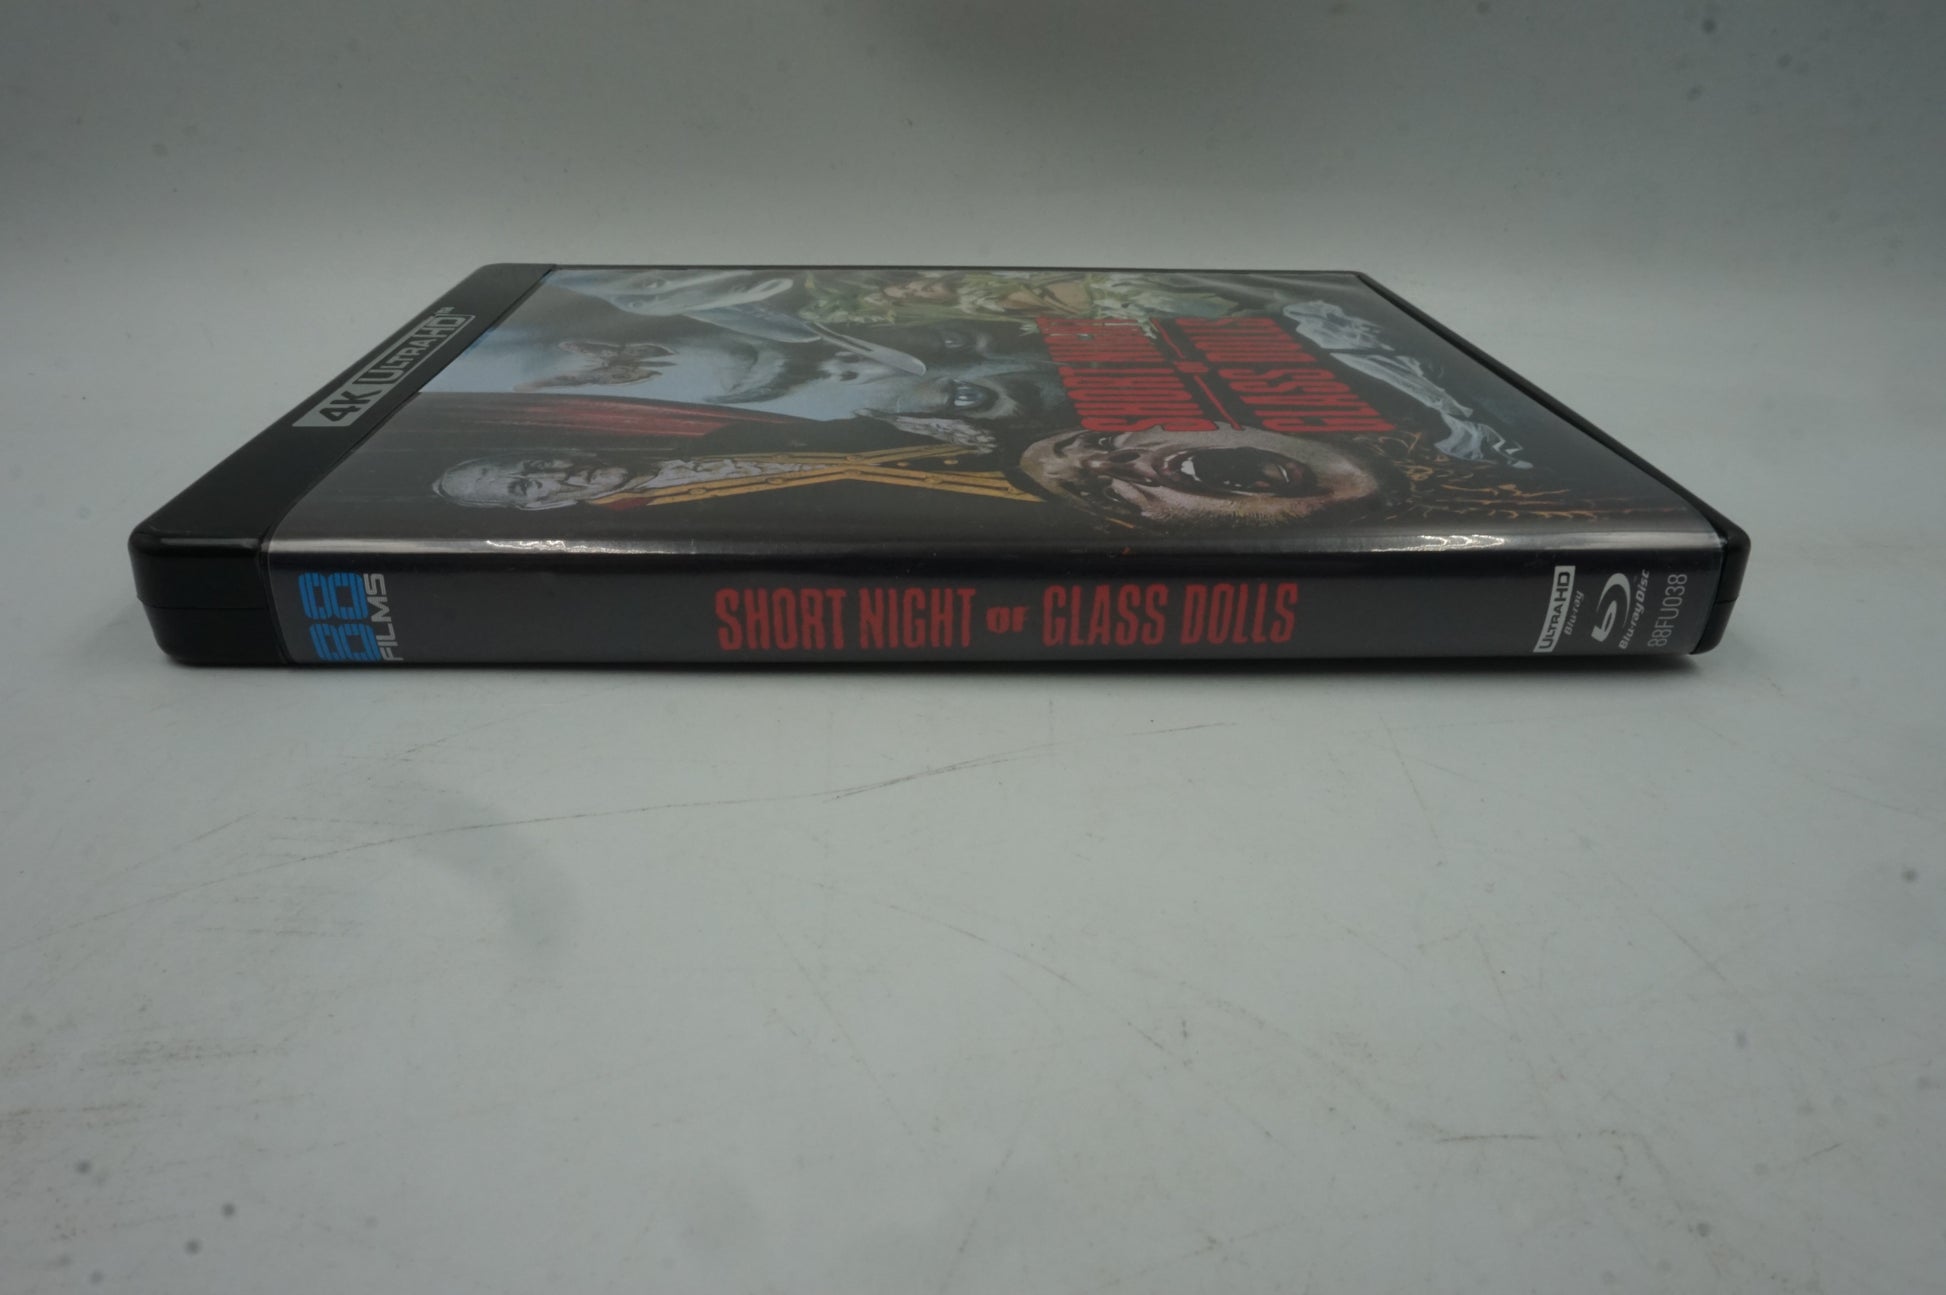 4K ULTRA HD
SHORT NIGHT
OF
GLASS DOLLS
88 FILMS
SHORT NIGHT OF GLASS DOLLS
ULTRA HD
Blu-ray
Blu-ray Disc
88FU038